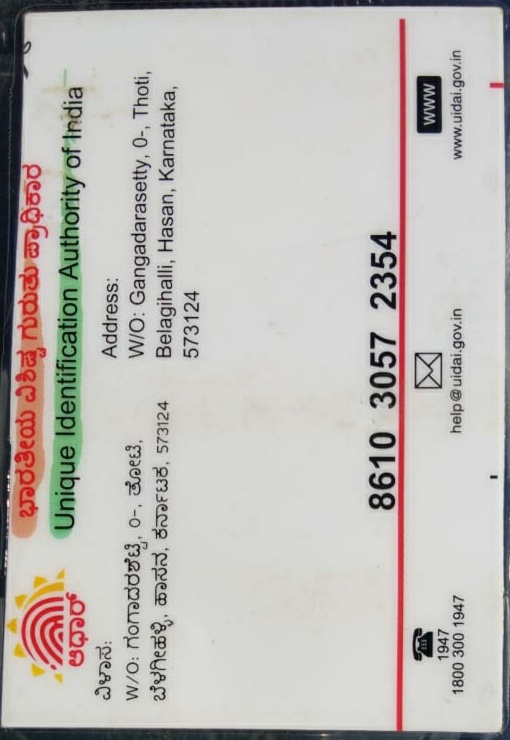 ಭಾರತೀಯ ವಿಶಿಷ್ಟ ಗುರುತು ಪ್ರಾಧಿಕಾರ
Unique Identification Authority of India
ಆಧಾರ್
ವಿಳಾಸ:
W/O: ಗಂಗಾದರಶೆಟ್ಟಿ, 0-, ತೋಟಿ,
ಬೆಳಗೀಹಳ್ಳಿ, ಹಾಸನ, ಕರ್ನಾಟಕ, 573124
Address:
W/O: Gangadarasetty, 0-, Thoti,
Belagihalli, Hasan, Karnataka,
573124
8610 3057 2354
1947
1800 300 1947
help@uidai.gov.in
www
www.uidai.gov.in